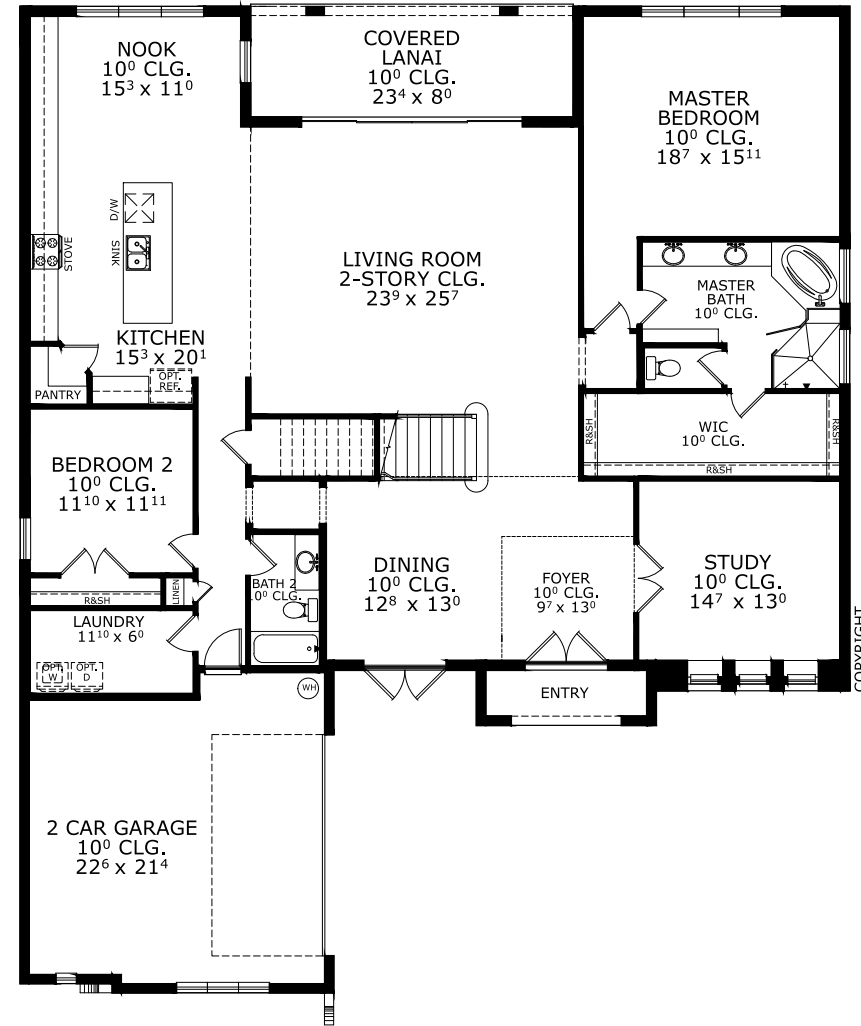 NOOK
10⁰ CLG.
15³ x 11⁰
COVERED
LANAI
10⁰ CLG.
23⁴ x 8⁰
MASTER
BEDROOM
10⁰ CLG.
18⁷ x 15¹¹
D/W
SINK
STOVE
LIVING ROOM
2-STORY CLG.
23⁹ x 25⁷
MASTER
BATH
10⁰ CLG.
KITCHEN
15³ x 20¹
OPT.
REF.
PANTRY
R&SH
WIC
10⁰ CLG.
R&SH
R&SH
BEDROOM 2
10⁰ CLG.
11¹⁰ x 11¹¹
R&SH
LINEN
BATH 2
10⁰ CLG.
DINING
10⁰ CLG.
12⁸ x 13⁰
FOYER
10⁰ CLG.
9⁷ x 13⁰
STUDY
10⁰ CLG.
14⁷ x 13⁰
LAUNDRY
11¹⁰ x 6⁰
OPT.
W
OPT.
D
WH
ENTRY
COPYRIGHT
2 CAR GARAGE
10⁰ CLG.
22⁶ x 21⁴